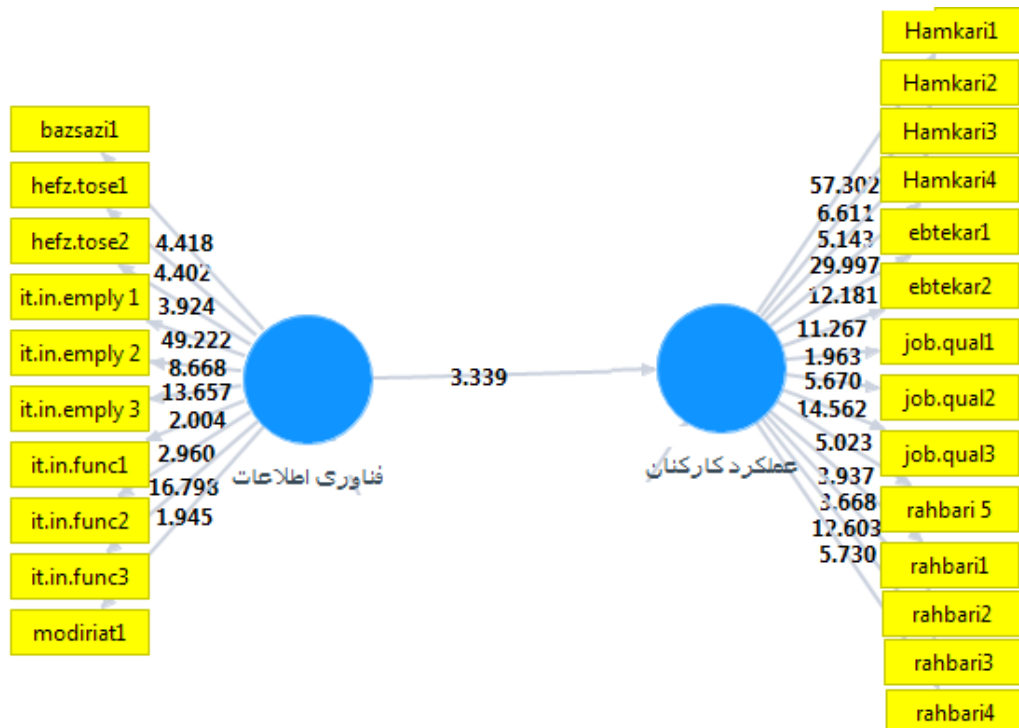 bazsazi1
hefz.tose1
hefz.tose2
it.in.emply 1
it.in.emply 2
it.in.emply 3
it.in.func1
it.in.func2
it.in.func3
modiriat1
4.418
4.402
3.924
49.222
8.668
13.657
2.004
2.960
16.793
1.945
فناوری اطلاعات
3.339
عملکرد کارکنان
57.302
6.611
5.143
29.997
12.181
11.267
1.963
5.670
14.562
5.023
3.937
3.668
12.603
5.730
Hamkari1
Hamkari2
Hamkari3
Hamkari4
ebtekar1
ebtekar2
job.qual1
job.qual2
job.qual3
rahbari 5
rahbari1
rahbari2
rahbari3
rahbari4